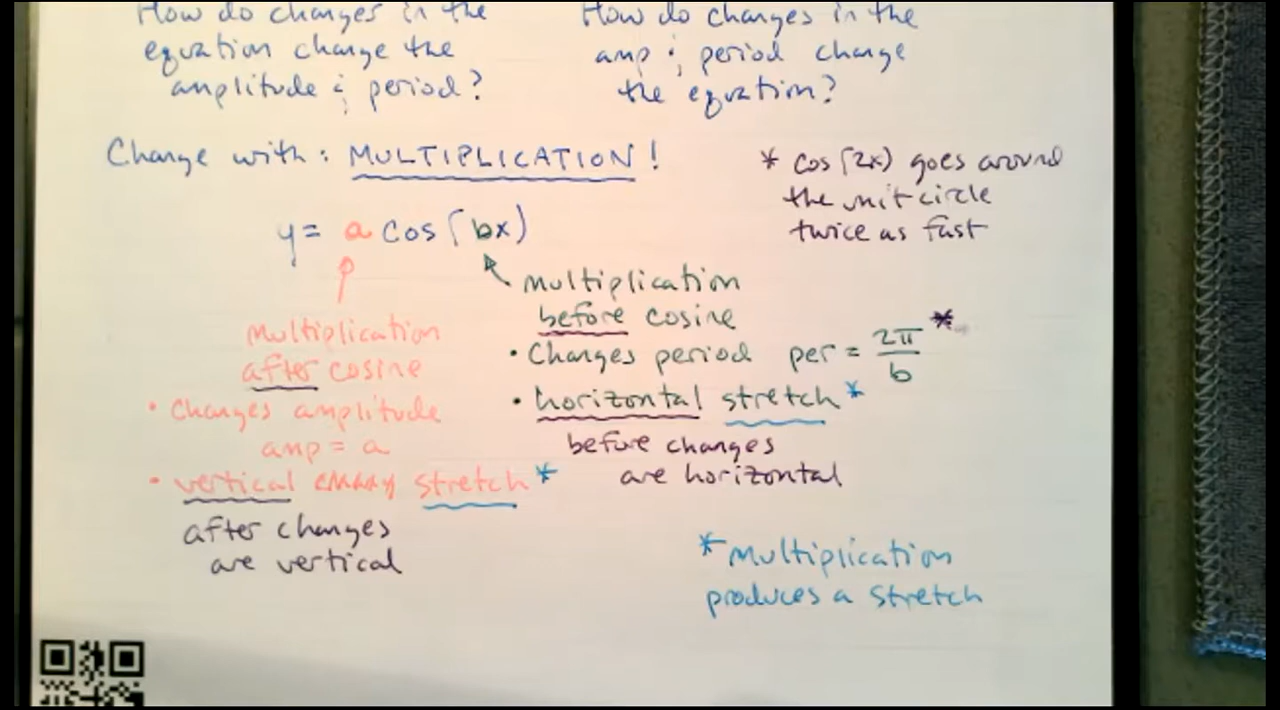 How do changes in the
equation change the
amplitude & period?
How do changes in the
amp & period change
the equation?
Change with: MULTIPLICATION!
* cos(2x) goes around
the unit circle
twice as fast
y = a cos(bx)
multiplication
after cosine
• changes amplitude
amp = a
• vertical stretch *
after changes
are vertical
multiplication
before cosine
• Changes period per = 2π/b *
• horizontal stretch *
before changes
are horizontal
* multiplication
produces a stretch